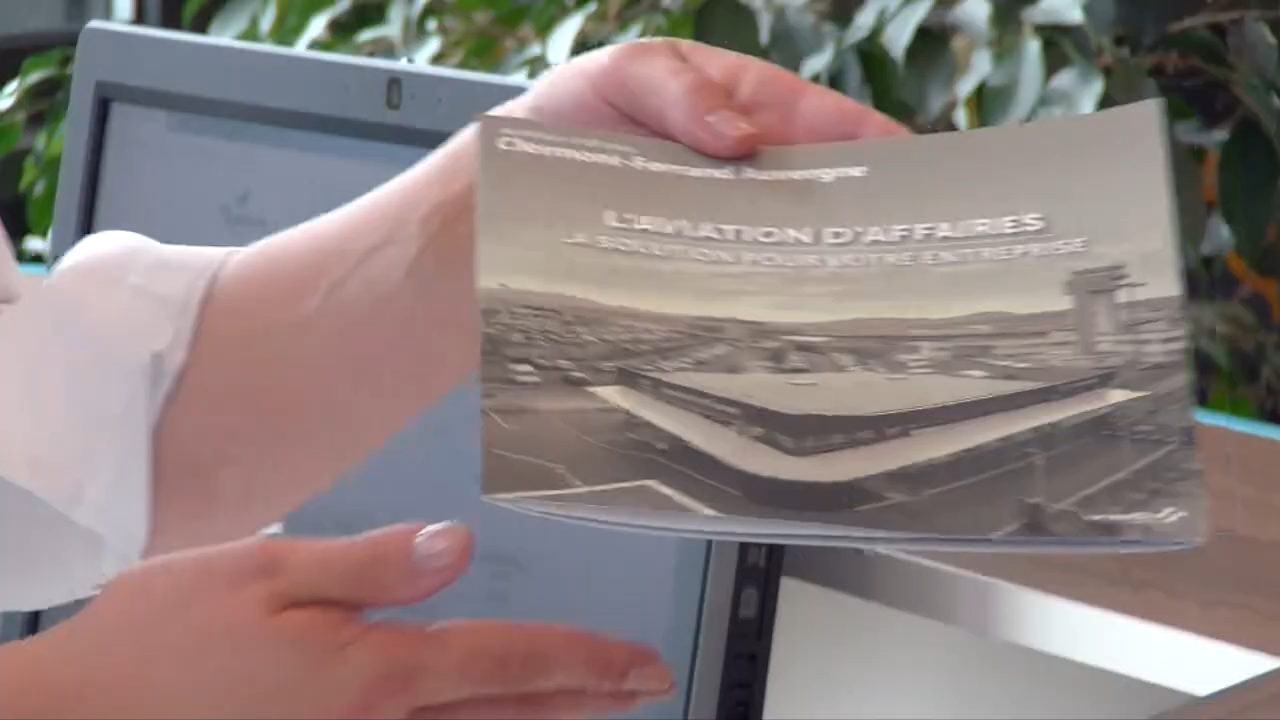 Clermont-Ferrand Auvergne
L'AVIATION D'AFFAIRES
LA SOLUTION POUR VOTRE ENTREPRISE